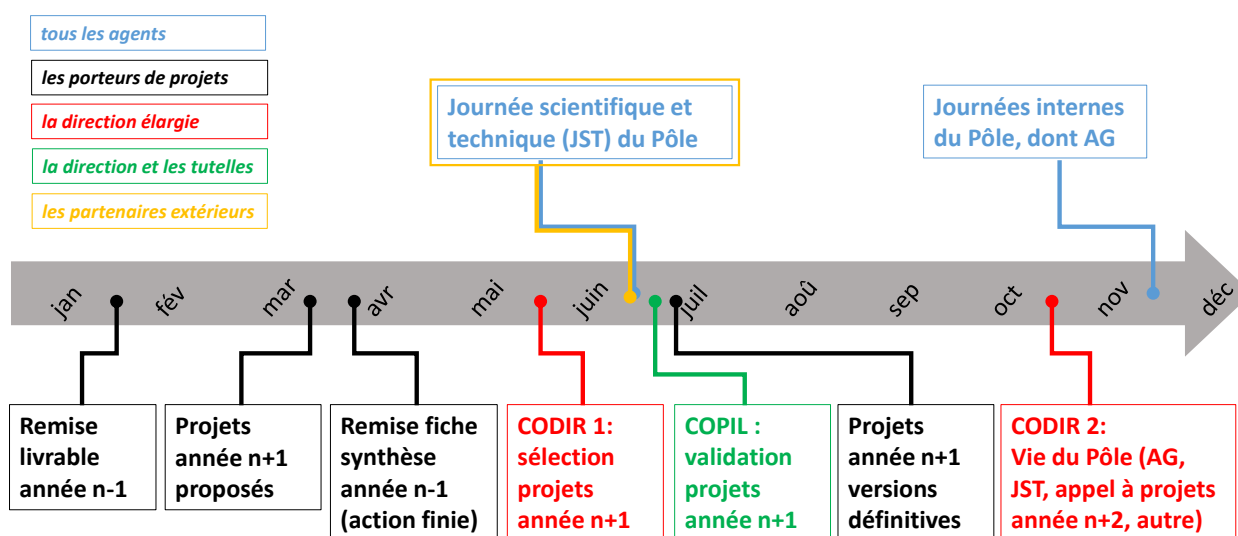 tous les agents
les porteurs de projets
la direction élargie
la direction et les tutelles
les partenaires extérieurs
Journée scientifique et
technique (JST) du Pôle
Journées internes
du Pôle, dont AG
jan
fév
mar
avr
mai
juin
juil
aoû
sep
oct
nov
déc
Remise
livrable
année n-1
Projets
année n+1
proposés
Remise fiche
synthèse
année n-1
(action finie)
CODIR 1:
sélection
projets
année n+1
COPIL :
validation
projets
année n+1
Projets
année n+1
versions
définitives
CODIR 2:
Vie du Pôle (AG,
JST, appel à projets
année n+2, autre)